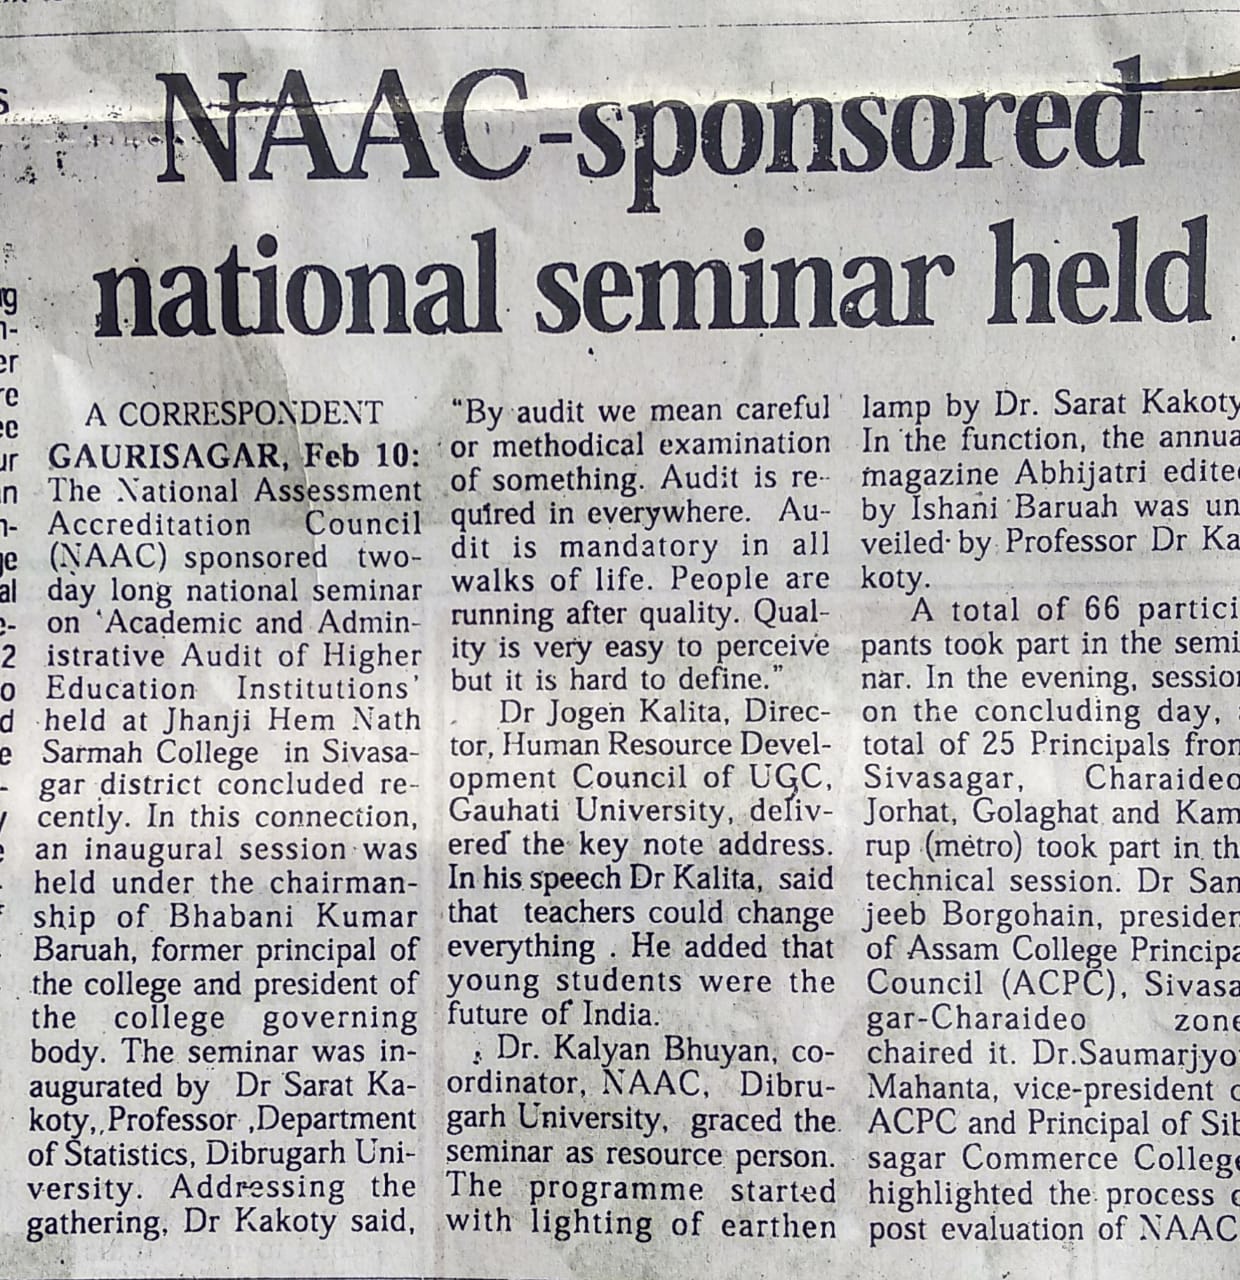 NAAC-sponsored
national seminar held
A CORRESPONDENT
GAURISAGAR, Feb 10:
The National Assessment
Accreditation Council
(NAAC) sponsored two-
day long national seminar
on 'Academic and Admin-
istrative Audit of Higher
Education Institutions'
held at Jhanji Hem Nath
Sarmah College in Sivasa-
gar district concluded re-
cently. In this connection,
an inaugural session was
held under the chairman-
ship of Bhabani Kumar
Baruah, former principal of
the college and president of
the college governing
body. The seminar was in-
augurated by Dr Sarat Ka-
koty,,Professor ,Department
of Statistics, Dibrugarh Uni-
versity. Addressing the
gathering, Dr Kakoty said,
"By audit we mean careful
or methodical examination
of something. Audit is re-
quired in everywhere. Au-
dit is mandatory in all
walks of life. People are
running after quality. Qual-
ity is very easy to perceive
but it is hard to define."
Dr Jogen Kalita, Direc-
tor, Human Resource Devel-
opment Council of UGC,
Gauhati University, deliv-
ered the key note address.
In his speech Dr Kalita, said
that teachers could change
everything . He added that
young students were the
future of India.
Dr. Kalyan Bhuyan, co-
ordinator, NAAC, Dibru-
garh University, graced the
seminar as resource person.
The programme started
with lighting of earthen
lamp by Dr. Sarat Kakoty
In the function, the annua
magazine Abhijatri edite
by Ishani Baruah was un
veiled by Professor Dr Ka
koty.
A total of 66 partici
pants took part in the semi
nar. In the evening, session
on the concluding day,
total of 25 Principals from
Sivasagar, Charaideo
Jorhat, Golaghat and Kam
rup (metro) took part in th
technical session. Dr San
jeeb Borgohain, presiden
of Assam College Principa
Council (ACPC), Sivasa
gar-Charaideo zone
chaired it. Dr.Saumarjyo
Mahanta, vice-president
ACPC and Principal of Sib
sagar Commerce College
highlighted the process
post evaluation of NAAC